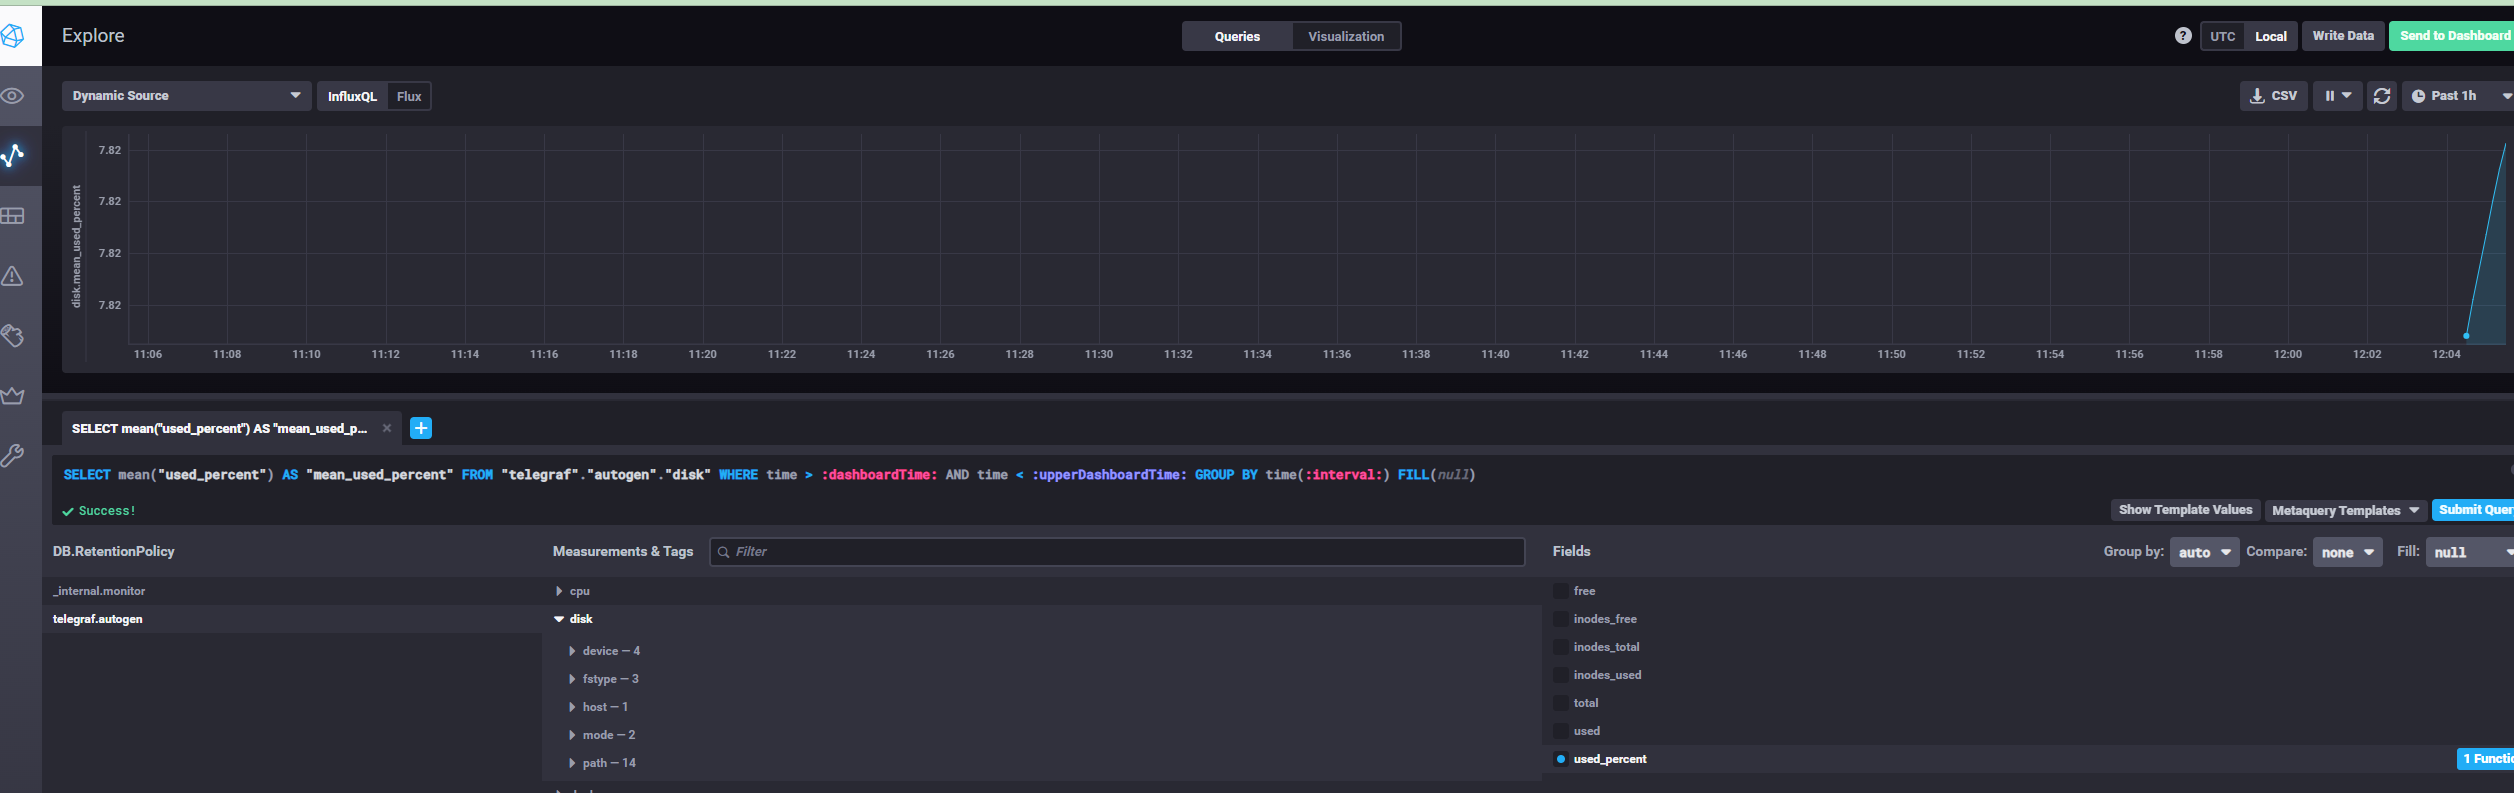 Explore
Queries
Visualization
?
UTC
Local
Write Data
Send to Dashboard
Dynamic Source
InfluxQL
Flux
CSV
Past 1h
disk.mean_used_percent
7.82
7.82
7.82
7.82
11:06 11:08 11:10 11:12 11:14 11:16 11:18 11:20 11:22 11:24 11:26 11:28 11:30 11:32 11:34 11:36 11:38 11:40 11:42 11:44 11:46 11:48 11:50 11:52 11:54 11:56 11:58 12:00 12:02 12:04
SELECT mean("used_percent") AS "mean_used_p...
SELECT mean("used_percent") AS "mean_used_percent" FROM "telegraf"."autogen"."disk" WHERE time > :dashboardTime: AND time < :upperDashboardTime: GROUP BY time(:interval:) FILL(null)
Success!
Show Template Values
Metaquery Templates
Submit Quer
DB.RetentionPolicy
Measurements & Tags
Filter
Fields
Group by: auto
Compare: none
Fill: null
_internal.monitor
telegraf.autogen
cpu
disk
device — 4
fstype — 3
host — 1
mode — 2
path — 14
free
inodes_free
inodes_total
inodes_used
total
used
used_percent
1 Functio